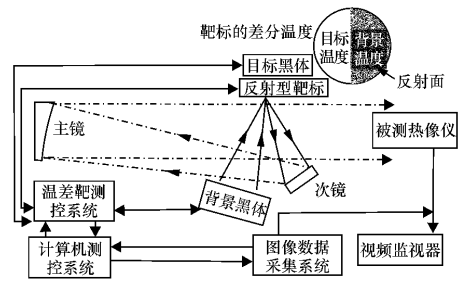 靶标的差分温度
目标
温度
背景
温度
目标黑体
反射型靶标
反射面
主镜
被测热像仪
次镜
温差靶测
控系统
背景黑体
计算机测
控系统
图像数据
采集系统
视频监视器